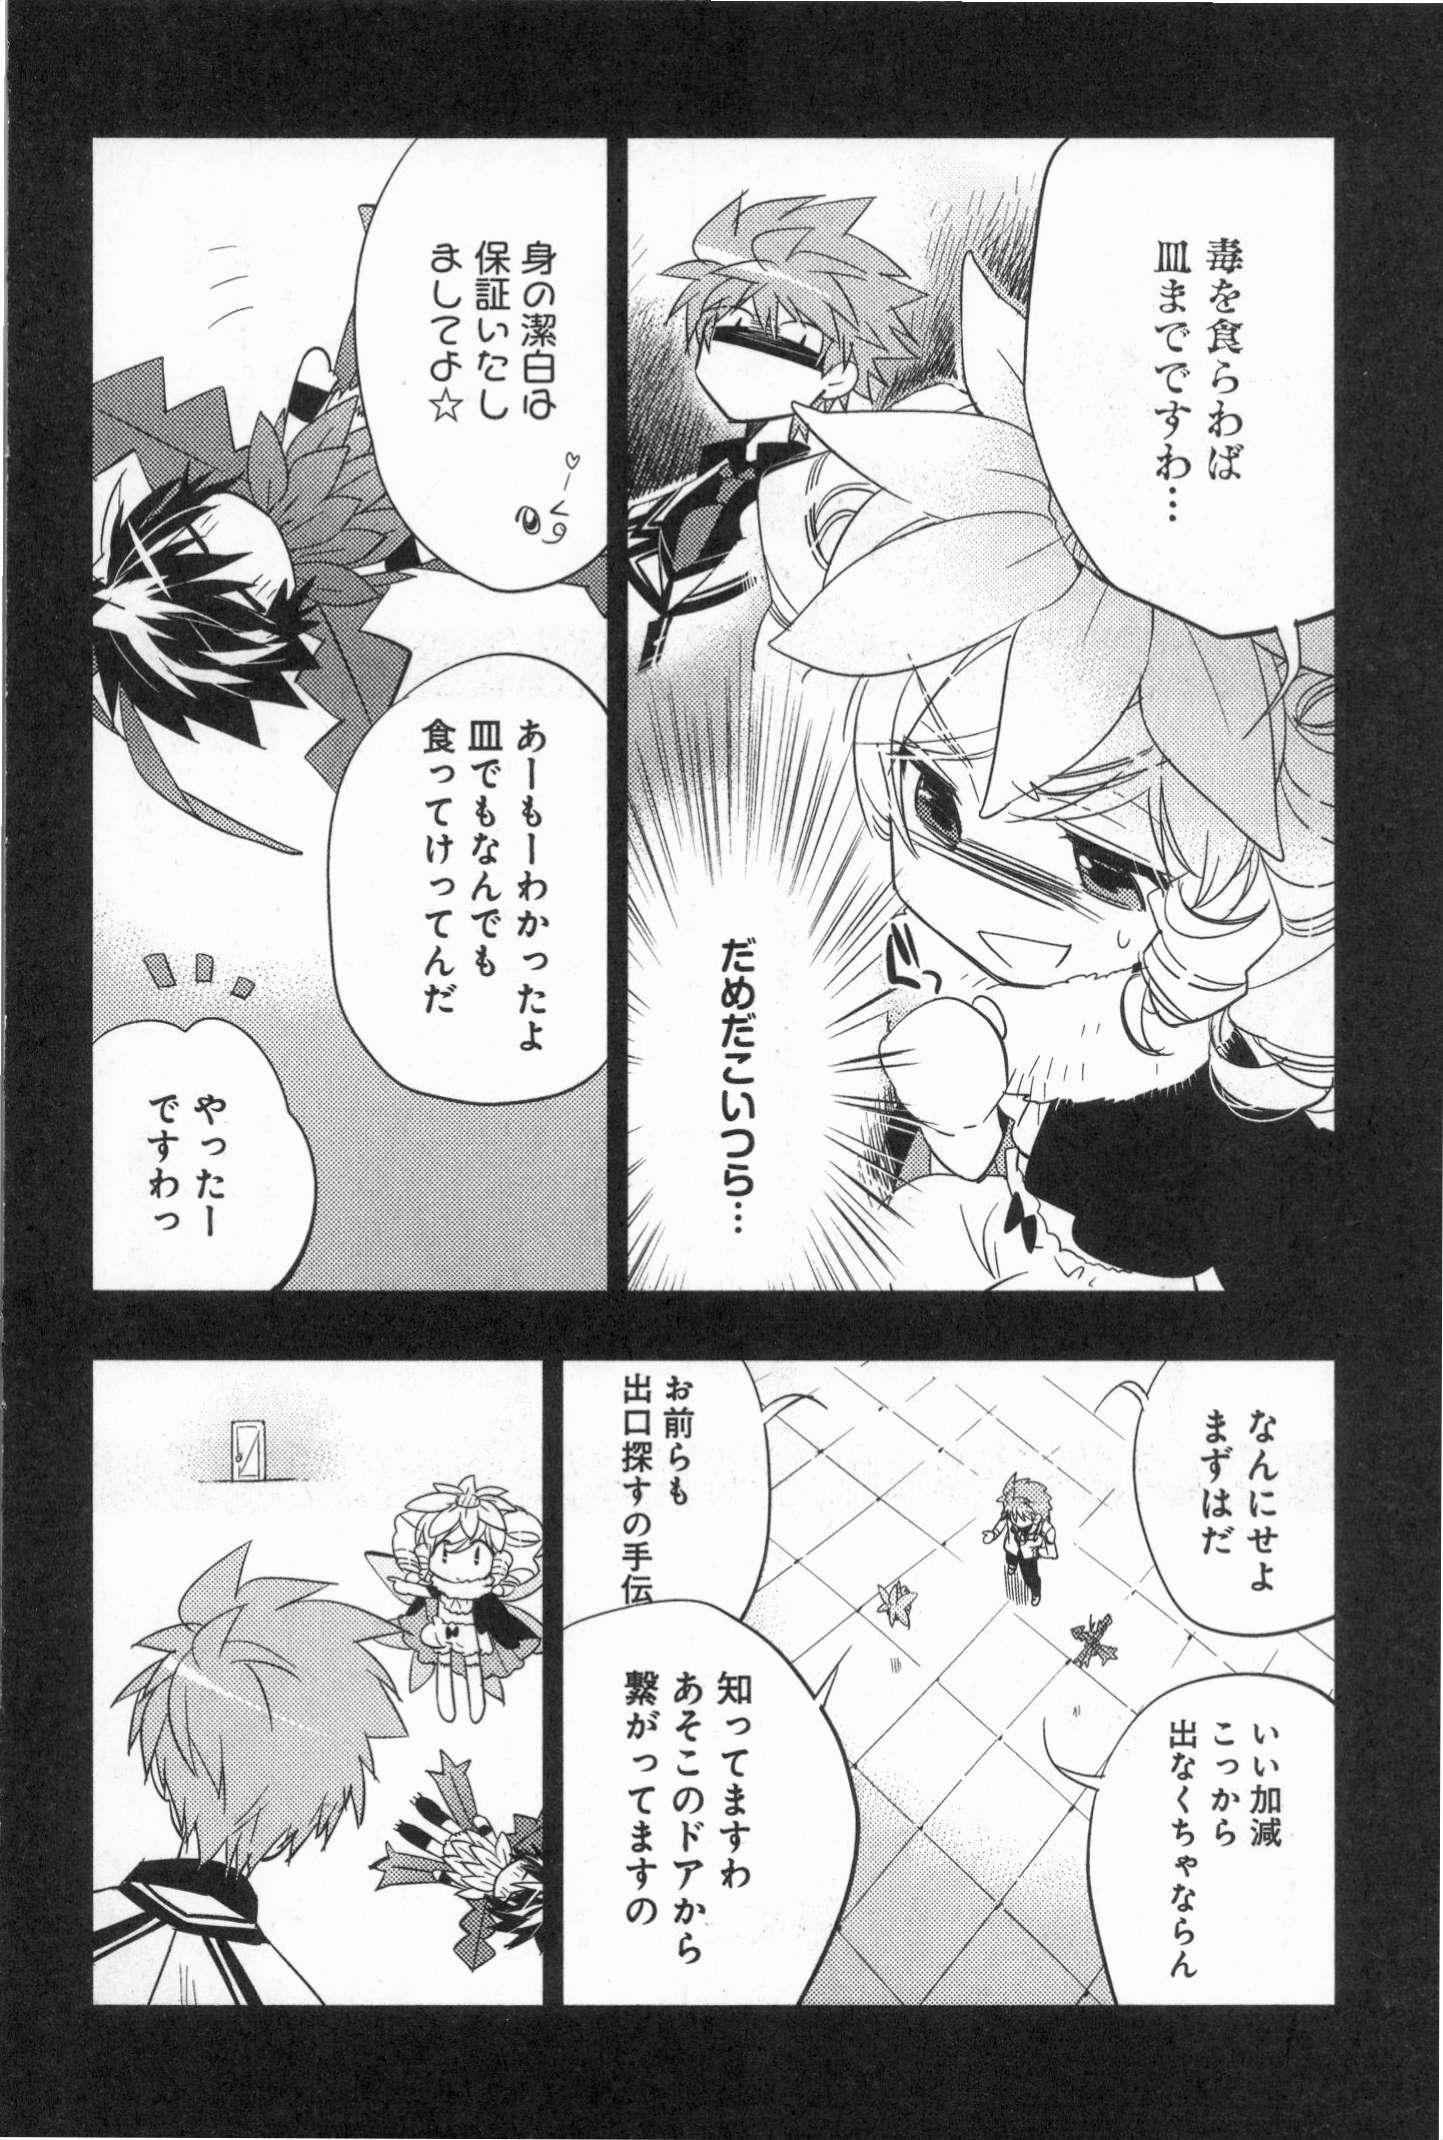 毒を食らわば
皿までですわ…
ぐっ
だめだこいつら…
身の潔白は
保証いたし
ましてよ☆
あーもーわかったよ
皿でもなんでも
食ってけってんだ
やったー
ですわっ
なんにせよ
まずはだ
いい加減
こっから
出なくちゃならん
お前らも
出口探すの手伝
知ってますわ
あそこのドアから
繋がってますの